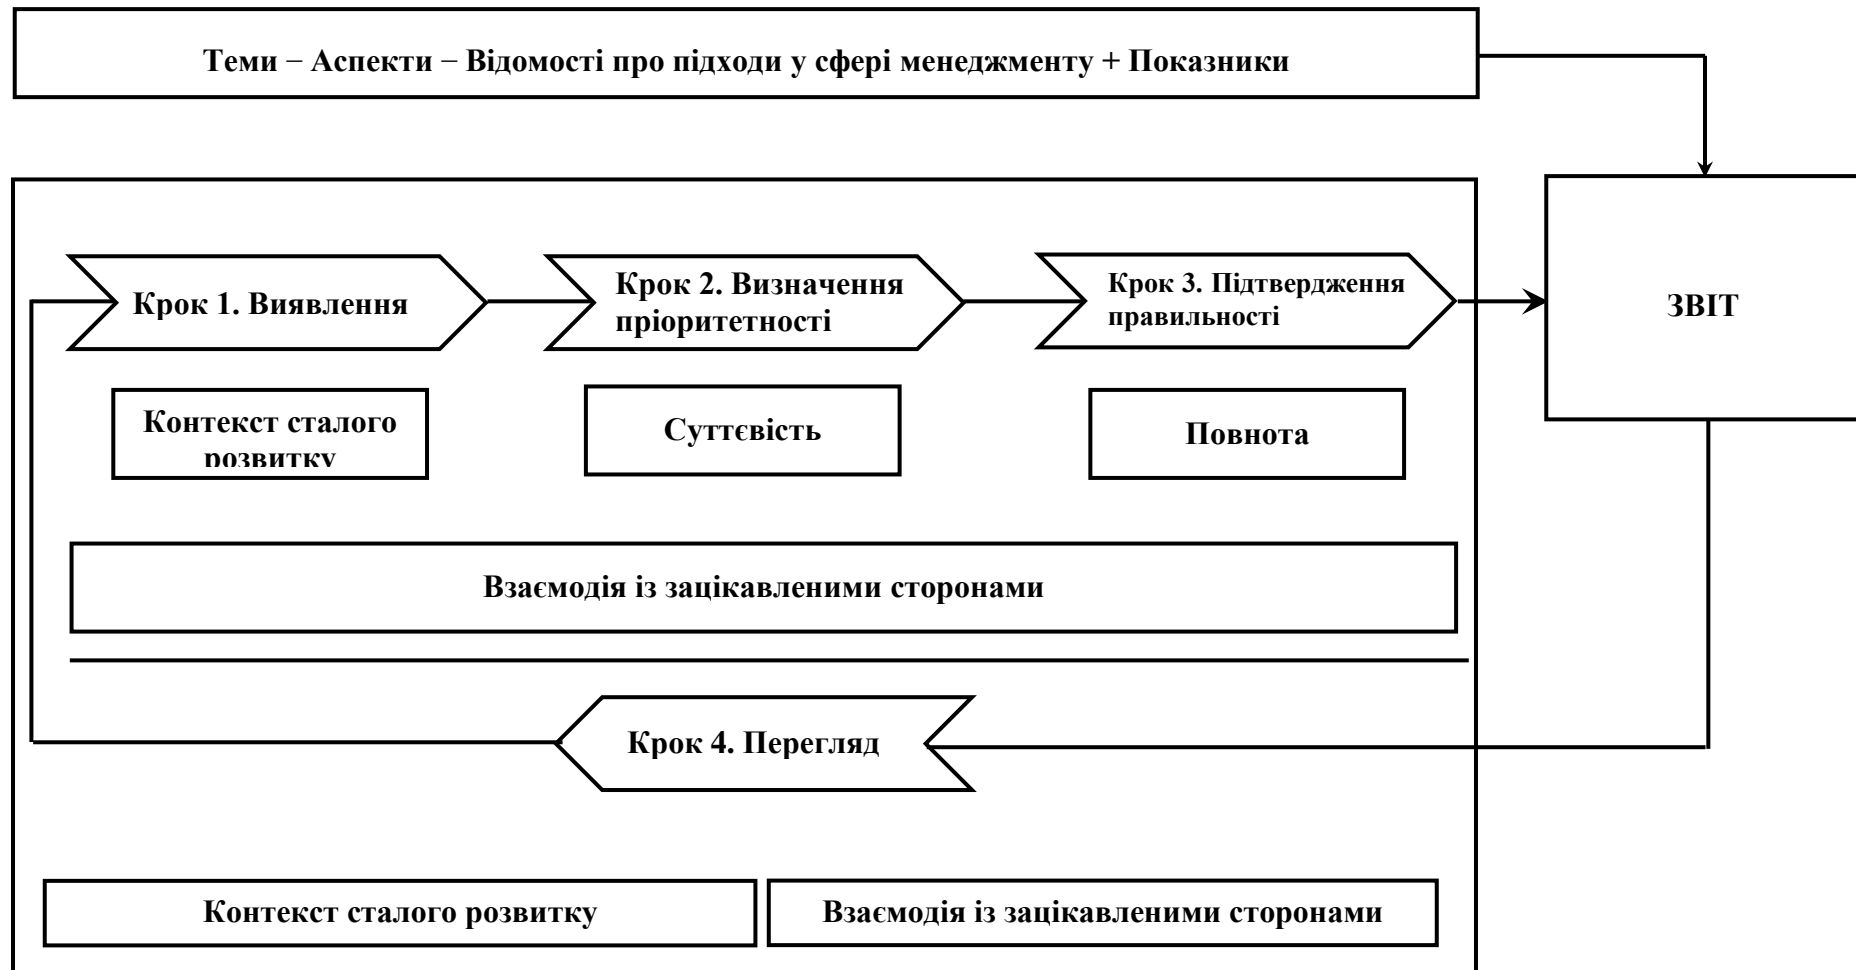 Теми − Аспекти − Відомості про підходи у сфері менеджменту + Показники
Крок 1. Виявлення
Крок 2. Визначення
пріоритетності
Крок 3. Підтвердження
правильності
ЗВІТ
Контекст сталого
розвитку
Суттєвість
Повнота
Взаємодія із зацікавленими сторонами
Крок 4. Перегляд
Контекст сталого розвитку
Взаємодія із зацікавленими сторонами